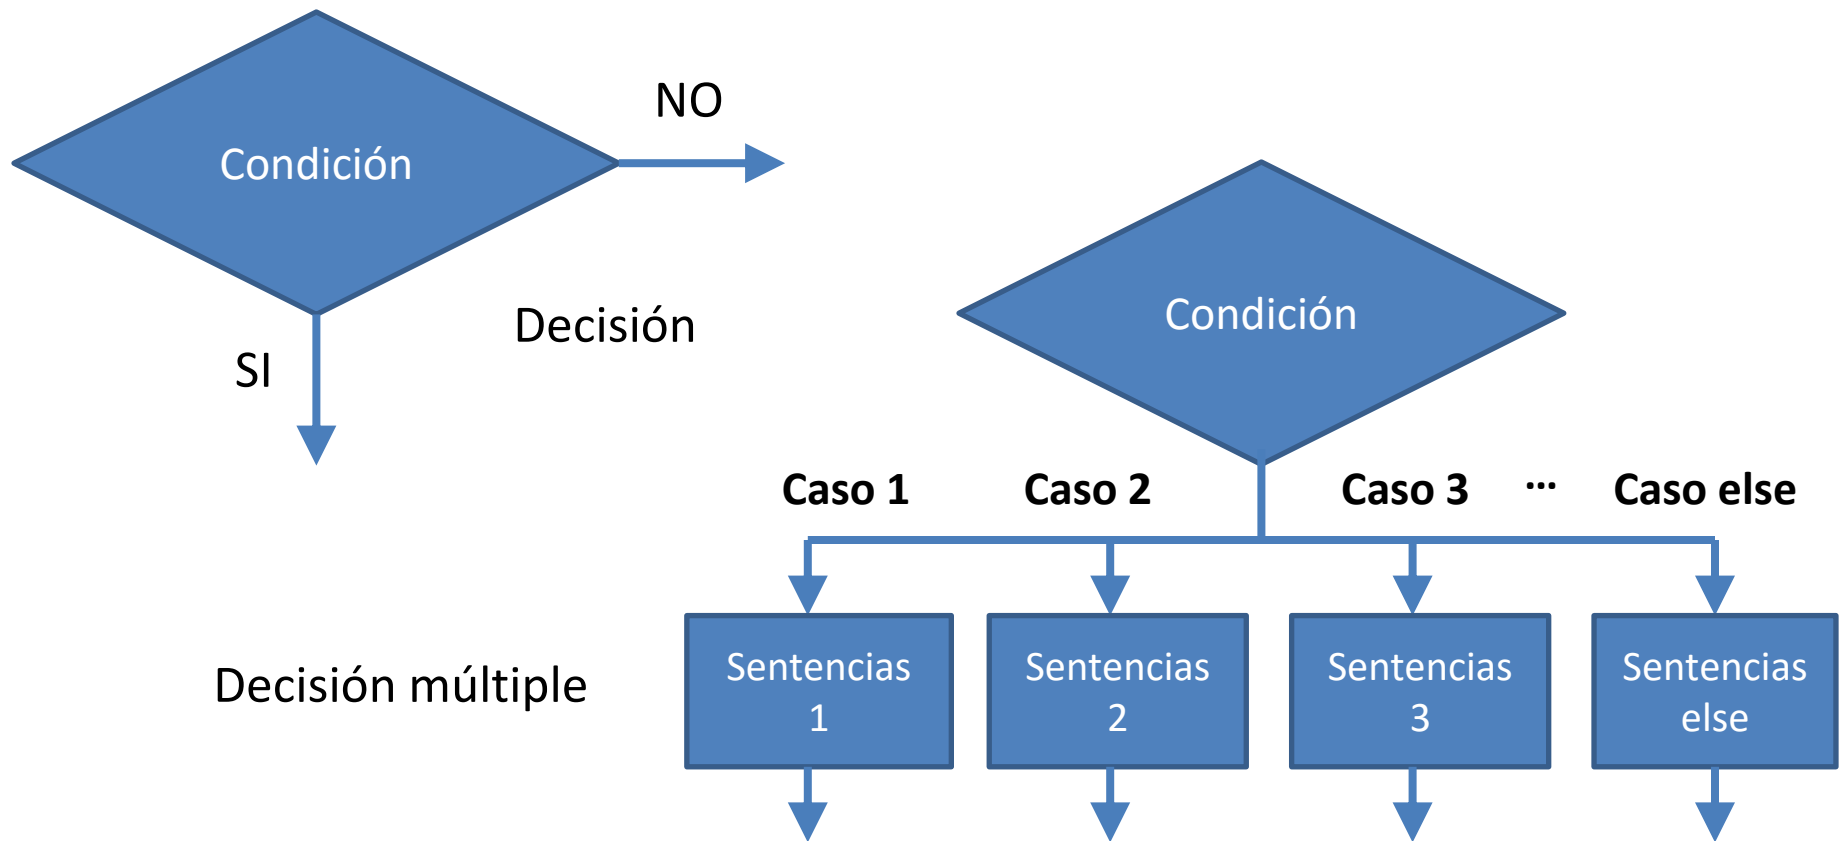 NO
Condición
Decisión
SI
Condición
Caso 1
Caso 2
Caso 3
...
Caso else
Decisión múltiple
Sentencias
1
Sentencias
2
Sentencias
3
Sentencias
else